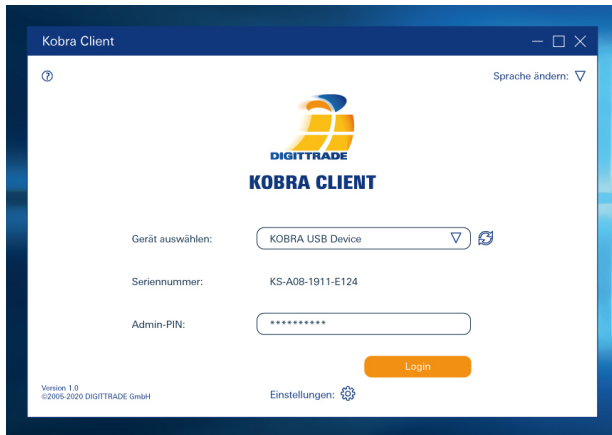 Kobra Client
Sprache ändern:
DIGITTRADE
KOBRA CLIENT
Gerät auswählen: KOBRA USB Device
Seriennummer: KS-A08-1911-E124
Admin-PIN: **********
Login
Version 1.0
©2005-2020 DIGITTRADE GmbH
Einstellungen: